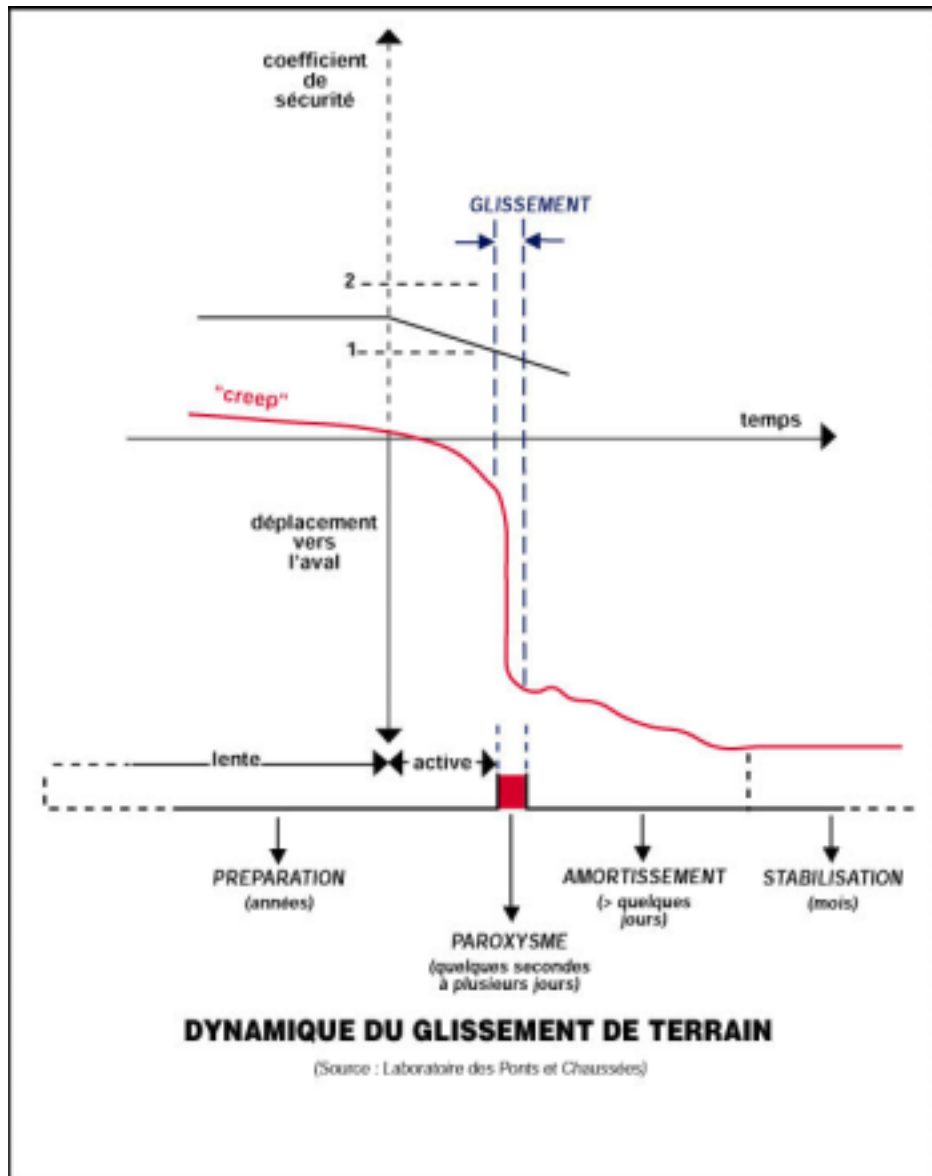 coefficient
de
sécurité
GLISSEMENT
2
1
"creep"
temps
déplacement
vers
l'aval
lente
active
PREPARATION
(années)
AMORTISSEMENT
(> quelques
jours)
STABILISATION
(mois)
PAROXYSME
(quelques secondes
à plusieurs jours)
DYNAMIQUE DU GLISSEMENT DE TERRAIN
(Source : Laboratoire des Ponts et Chaussées)